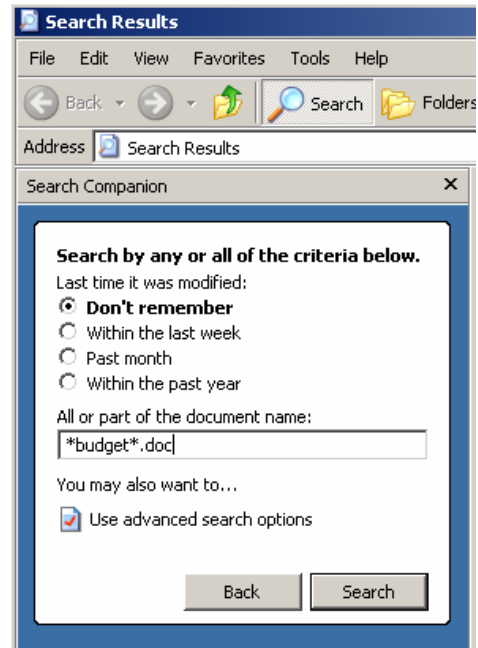 Search Results
File Edit View Favorites Tools Help
Back Search Folders
Address Search Results
Search Companion x
Search by any or all of the criteria below.
Last time it was modified:
Don't remember
Within the last week
Past month
Within the past year
All or part of the document name:
*budget*.doc
You may also want to...
Use advanced search options
Back Search